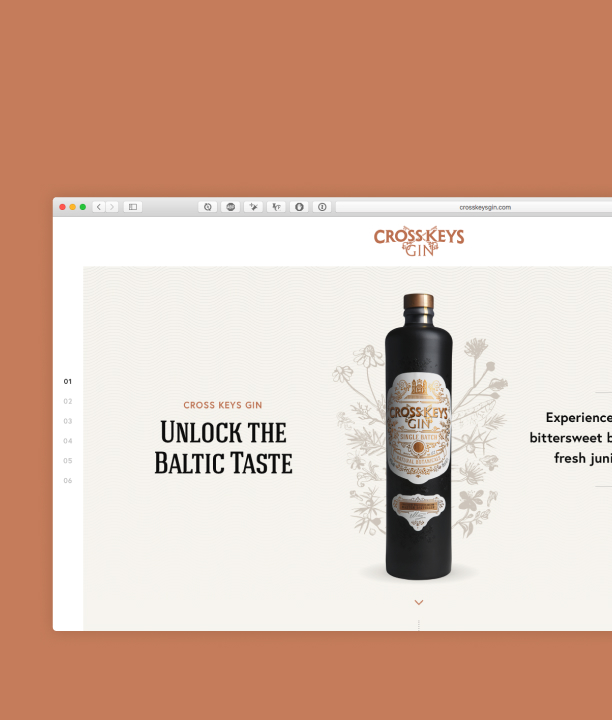 crosskeysgin.com
CROSS KEYS
GIN
01
02
03
04
05
06
CROSS KEYS GIN
UNLOCK THE
BALTIC TASTE
CROSS KEYS
GIN
SINGLE BATCH
Experience
bittersweet b
fresh juni